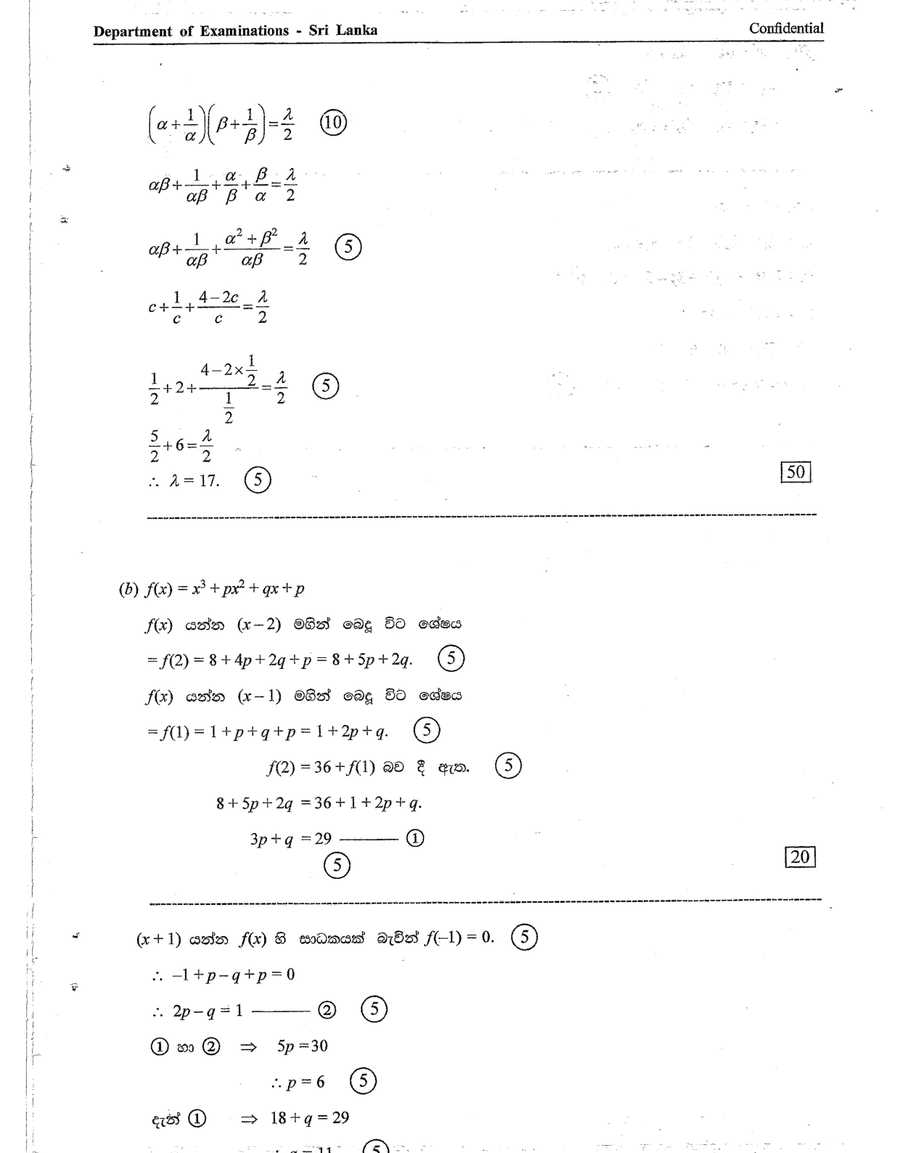 Department of Examinations - Sri Lanka Confidential
(α + 1/α)(β + 1/β) = λ/2 (10)
αβ + 1/αβ + α/β + β/α = λ/2
αβ + 1/αβ + (α² + β²)/αβ = λ/2 (5)
c + 1/c + (4 − 2c)/c = λ/2
1/2 + 2 + (4 − 2 × 1/2)/(1/2) = λ/2 (5)
5/2 + 6 = λ/2
∴ λ = 17. (5) 50
(b) f(x) = x³ + px² + qx + p
f(x) යන්න (x − 2) මගින් බෙදූ විට ශේෂය
= f(2) = 8 + 4p + 2q + p = 8 + 5p + 2q. (5)
f(x) යන්න (x − 1) මගින් බෙදූ විට ශේෂය
= f(1) = 1 + p + q + p = 1 + 2p + q. (5)
f(2) = 36 + f(1) බව දී ඇත. (5)
8 + 5p + 2q = 36 + 1 + 2p + q.
3p + q = 29 ——— ①
(5) 20
(x + 1) යන්න f(x) හි සාධකයක් බැවින් f(−1) = 0. (5)
∴ −1 + p − q + p = 0
∴ 2p − q = 1 ——— ② (5)
① හා ② ⇒ 5p = 30
∴ p = 6 (5)
දැන් ① ⇒ 18 + q = 29
∴ q = 11 (5)